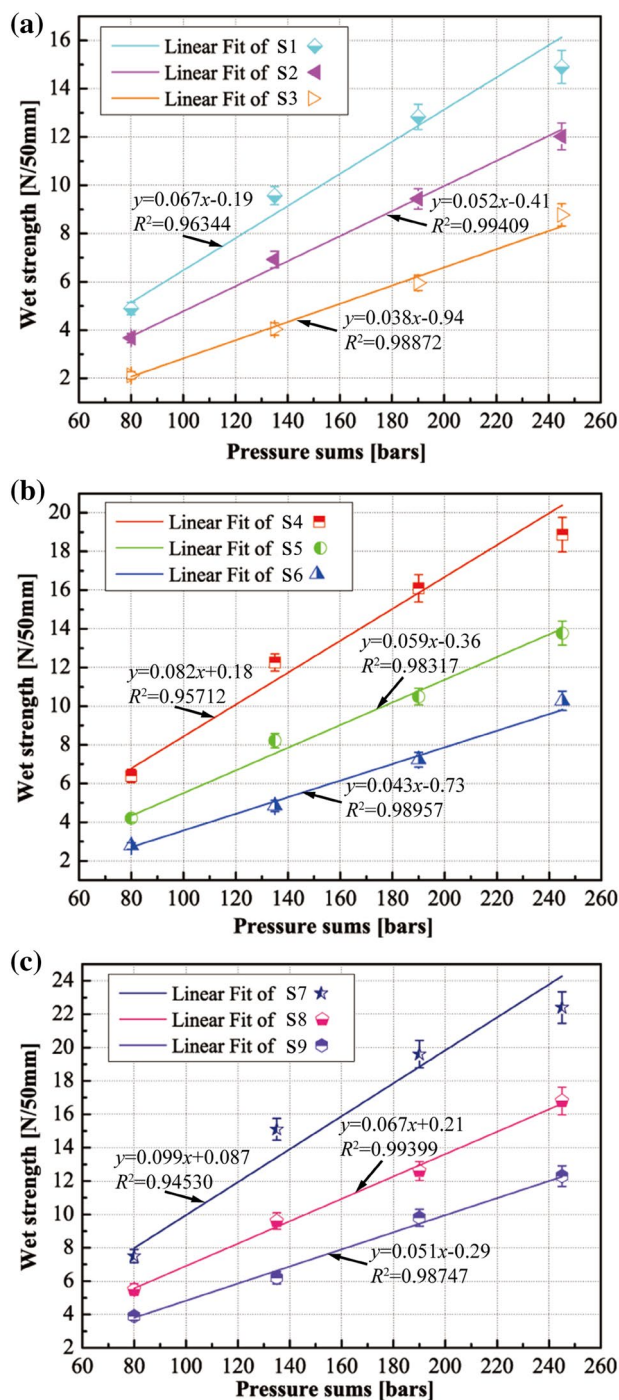 (a)
Wet strength [N/50mm]
16
14
12
10
8
6
4
2
Linear Fit of S1
Linear Fit of S2
Linear Fit of S3
y=0.067x-0.19
R²=0.96344
y=0.052x-0.41
R²=0.99409
y=0.038x-0.94
R²=0.98872
60 80 100 120 140 160 180 200 220 240 260
Pressure sums [bars]
(b)
Wet strength [N/50mm]
20
18
16
14
12
10
8
6
4
2
Linear Fit of S4
Linear Fit of S5
Linear Fit of S6
y=0.082x+0.18
R²=0.95712
y=0.059x-0.36
R²=0.98317
y=0.043x-0.73
R²=0.98957
60 80 100 120 140 160 180 200 220 240 260
Pressure sums [bars]
(c)
Wet strength [N/50mm]
24
22
20
18
16
14
12
10
8
6
4
2
Linear Fit of S7
Linear Fit of S8
Linear Fit of S9
y=0.099x+0.087
R²=0.94530
y=0.067x+0.21
R²=0.99399
y=0.051x-0.29
R²=0.98747
60 80 100 120 140 160 180 200 220 240 260
Pressure sums [bars]